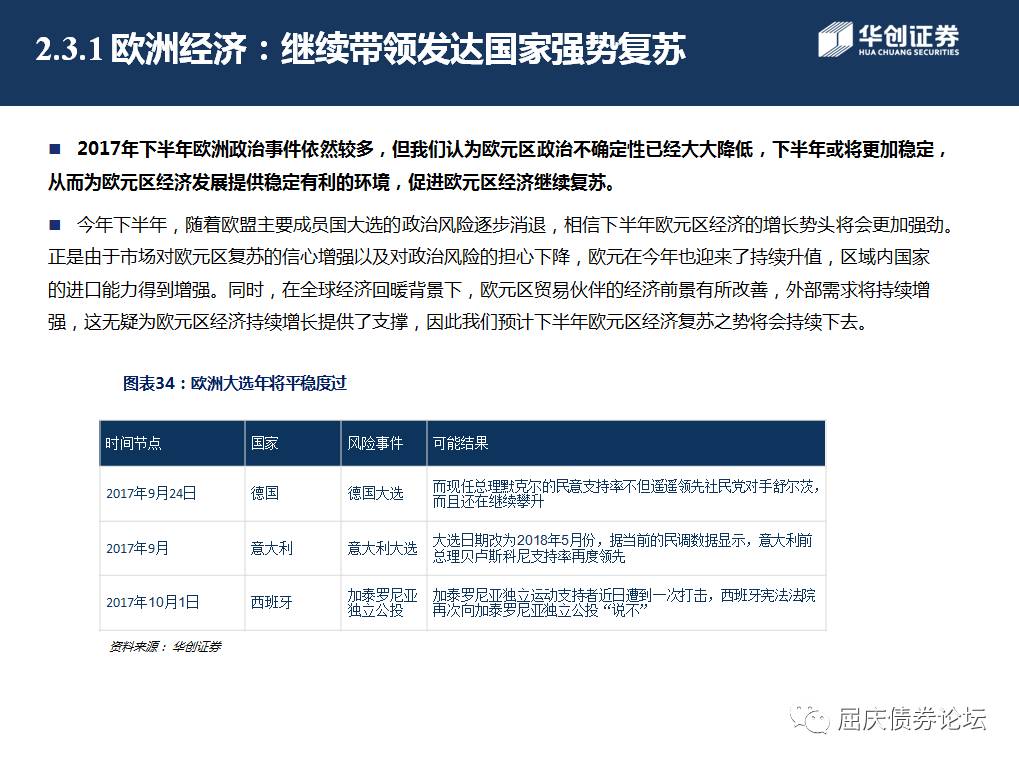 2.3.1 欧洲经济：继续带领发达国家强势复苏
华创证券
HUA CHUANG SECURITIES
■ 2017年下半年欧洲政治事件依然较多，但我们认为欧元区政治不确定性已经大大降低，下半年或将更加稳定，
从而为欧元区经济发展提供稳定有利的环境，促进欧元区经济继续复苏。
■ 今年下半年，随着欧盟主要成员国大选的政治风险逐步消退，相信下半年欧元区经济的增长势头将会更加强劲。
正是由于市场对欧元区复苏的信心增强以及对政治风险的担心下降，欧元在今年也迎来了持续升值，区域内国家
的进口能力得到增强。同时，在全球经济回暖背景下，欧元区贸易伙伴的经济前景有所改善，外部需求将持续增
强，这无疑为欧元区经济持续增长提供了支撑，因此我们预计下半年欧元区经济复苏之势将会持续下去。
图表34：欧洲大选年将平稳度过
时间节点 国家 风险事件 可能结果
2017年9月24日 德国 德国大选 而现任总理默克尔的民意支持率不但遥遥领先社民党对手舒尔茨，
而且还在继续攀升
2017年9月 意大利 意大利大选 大选日期改为2018年5月份，据当前的民调数据显示，意大利前
总理贝卢斯科尼支持率再度领先
2017年10月1日 西班牙 加泰罗尼亚 加泰罗尼亚独立运动支持者近日遭到一次打击，西班牙宪法法院
独立公投 再次向加泰罗尼亚独立公投“说不”
资料来源：华创证券
屈庆债券论坛